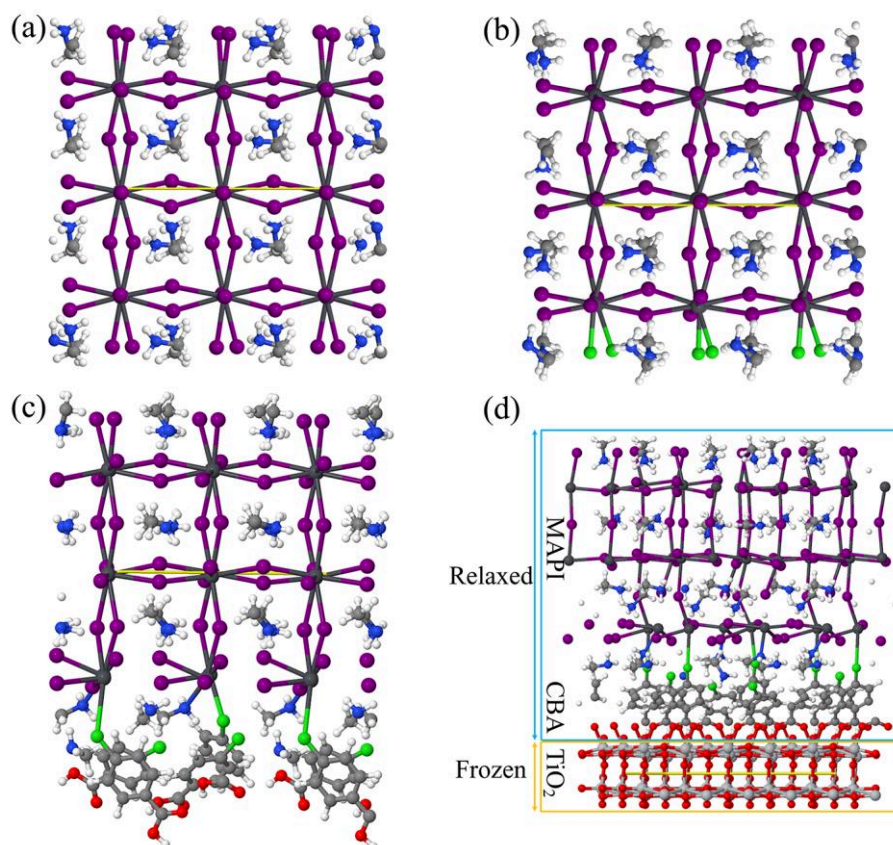 (a)
(b)
(c)
(d)
Relaxed
MAPI
CBA
Frozen
TiO₂